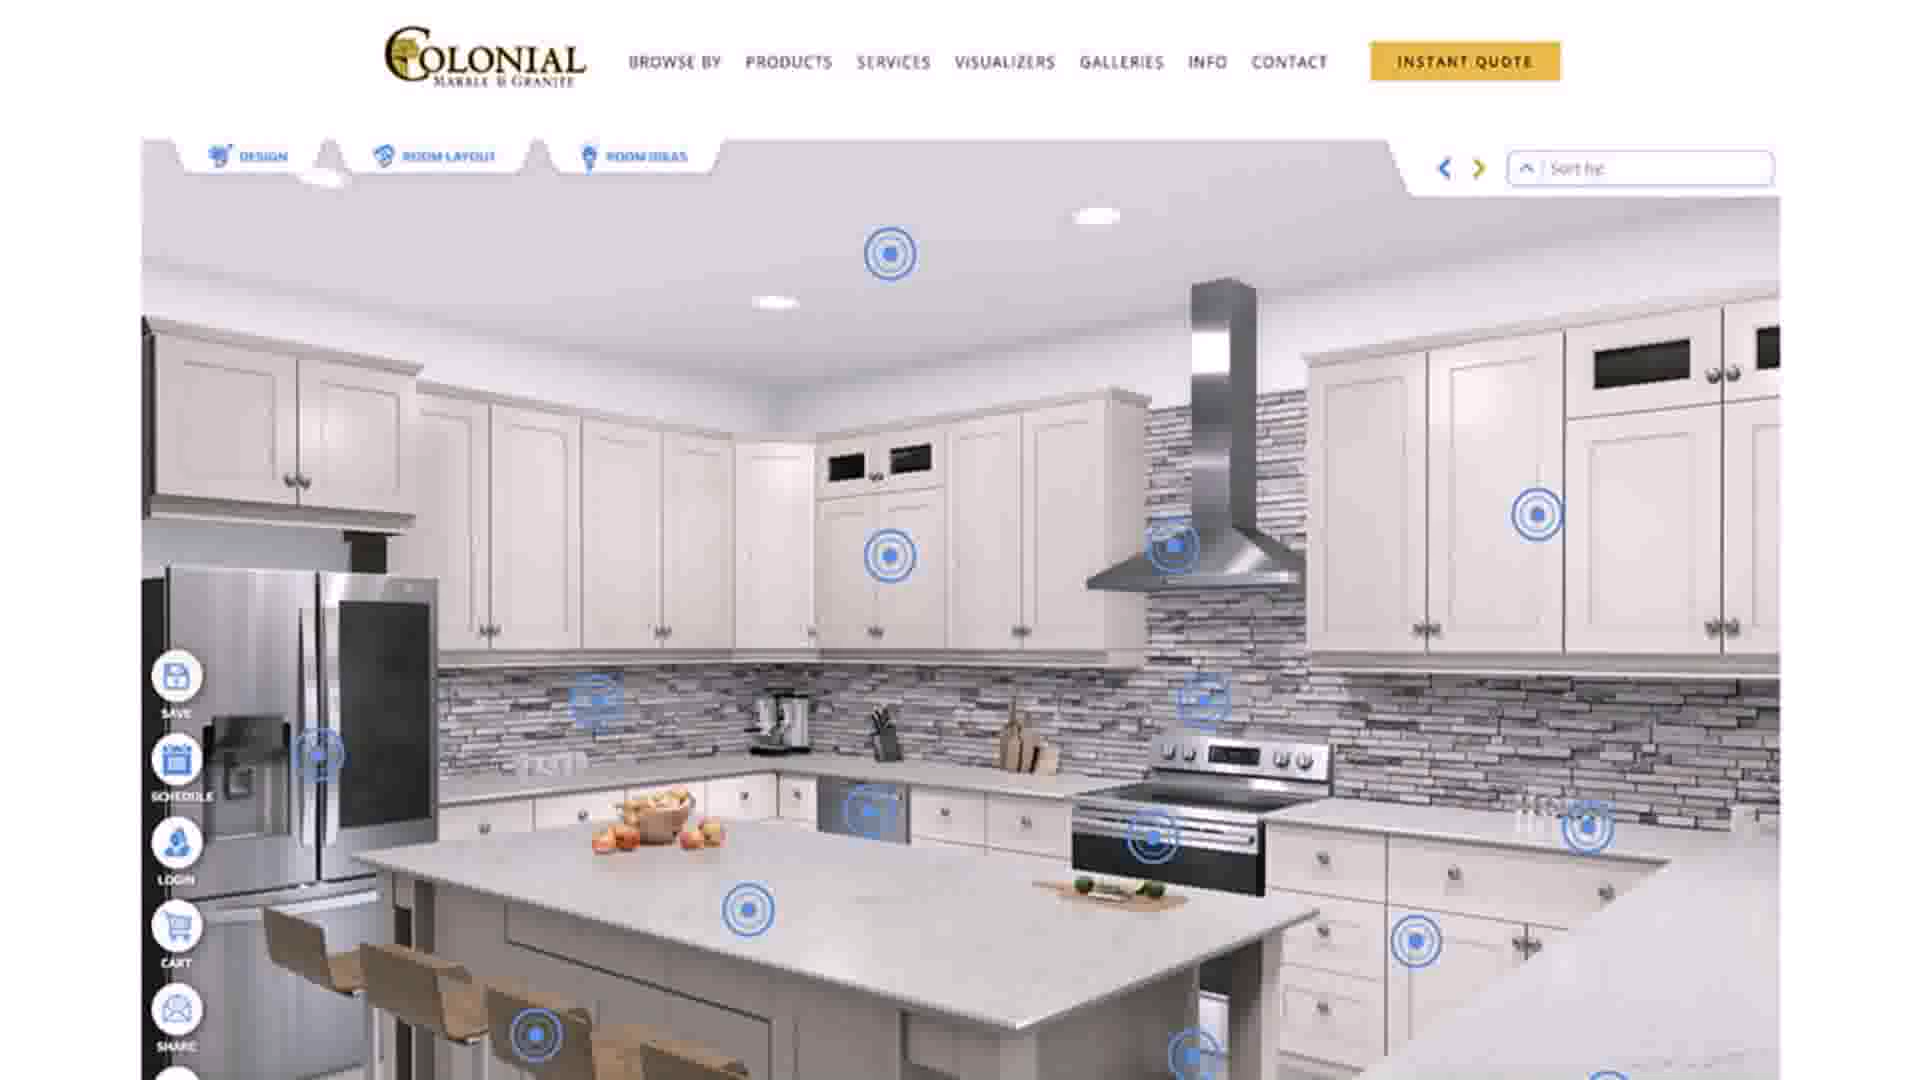 COLONIAL
MARBLE & GRANITE
BROWSE BY PRODUCTS SERVICES VISUALIZERS GALLERIES INFO CONTACT
INSTANT QUOTE
DESIGN
ROOM LAYOUT
ROOM IDEAS
Sort by:
SAVE
SCHEDULE
LOGIN
CART
SHARE